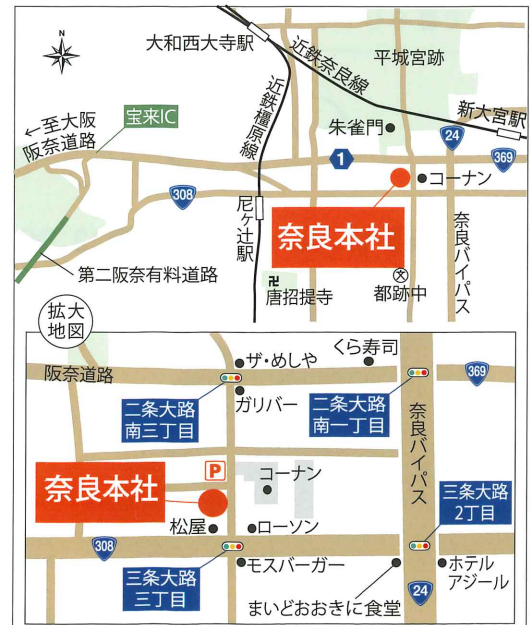 N
大和西大寺駅
近鉄奈良線
平城宮跡
近鉄橿原線
新大宮駅
←至大阪
阪奈道路
宝来IC
朱雀門
24
369
1
コーナン
308
尼ヶ辻駅
奈良本社
奈良バイパス
第二阪奈有料道路
卍
唐招提寺
文
都跡中
拡大
地図
ザ・めしや
くら寿司
阪奈道路
369
二条大路
南三丁目
ガリバー
二条大路
南一丁目
奈良バイパス
P
奈良本社
コーナン
三条大路
2丁目
松屋
ローソン
308
三条大路
三丁目
モスバーガー
ホテル
アジール
まいどおおきに食堂
24